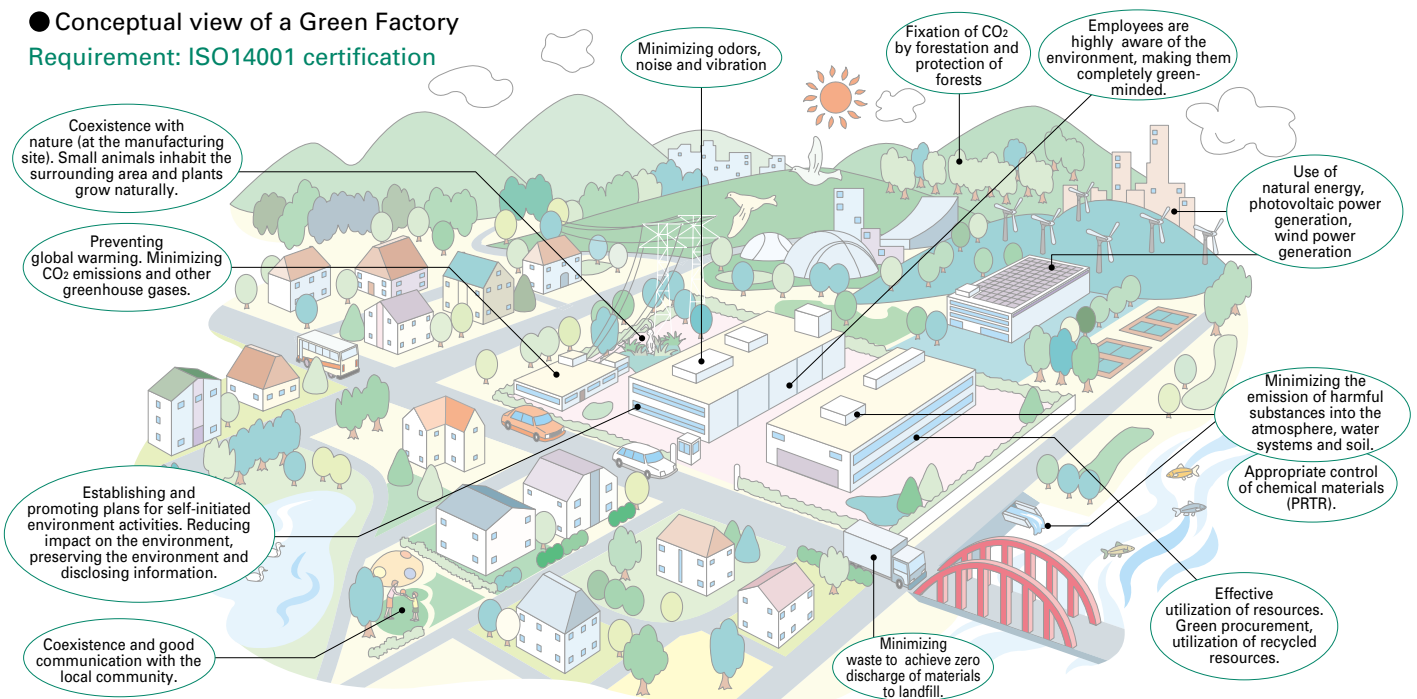 ● Conceptual view of a Green Factory
Requirement: ISO14001 certification
Minimizing odors,
noise and vibration
Fixation of CO2
by forestation and
protection of
forests
Employees are
highly aware of the
environment, making them
completely green-
minded.
Coexistence with
nature (at the manufacturing
site). Small animals inhabit the
surrounding area and plants
grow naturally.
Use of
natural energy,
photovoltaic power
generation,
wind power
generation
Preventing
global warming. Minimizing
CO2 emissions and other
greenhouse gases.
Minimizing the
emission of harmful
substances into the
atmosphere, water
systems and soil.
Appropriate control
of chemical materials
(PRTR).
Establishing and
promoting plans for self-initiated
environment activities. Reducing
impact on the environment,
preserving the environment and
disclosing information.
Effective
utilization of resources.
Green procurement,
utilization of recycled
resources.
Coexistence and good
communication with the
local community.
Minimizing
waste to achieve zero
discharge of materials
to landfill.